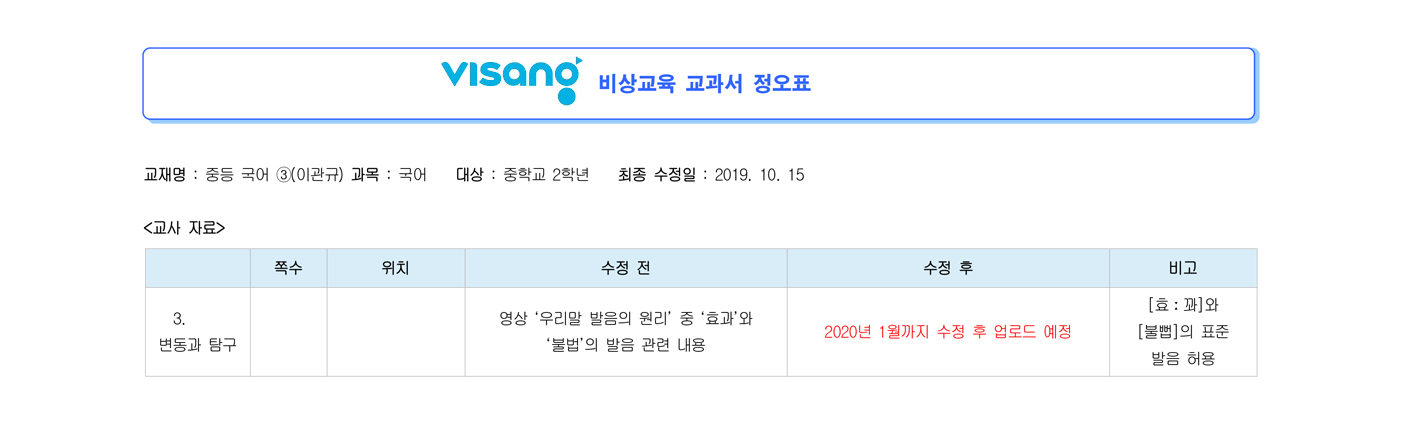 visang 비상교육 교과서 정오표
교재명 : 중등 국어 ③(이관규) 과목 : 국어 대상 : 중학교 2학년 최종 수정일 : 2019. 10. 15
<교사 자료>
쪽수 위치 수정 전 수정 후 비고
3.
변동과 탐구
영상 ‘우리말 발음의 원리’ 중 ‘효과’와
‘불법’의 발음 관련 내용
2020년 1월까지 수정 후 업로드 예정
[효ː꽈]와
[불뻡]의 표준
발음 허용